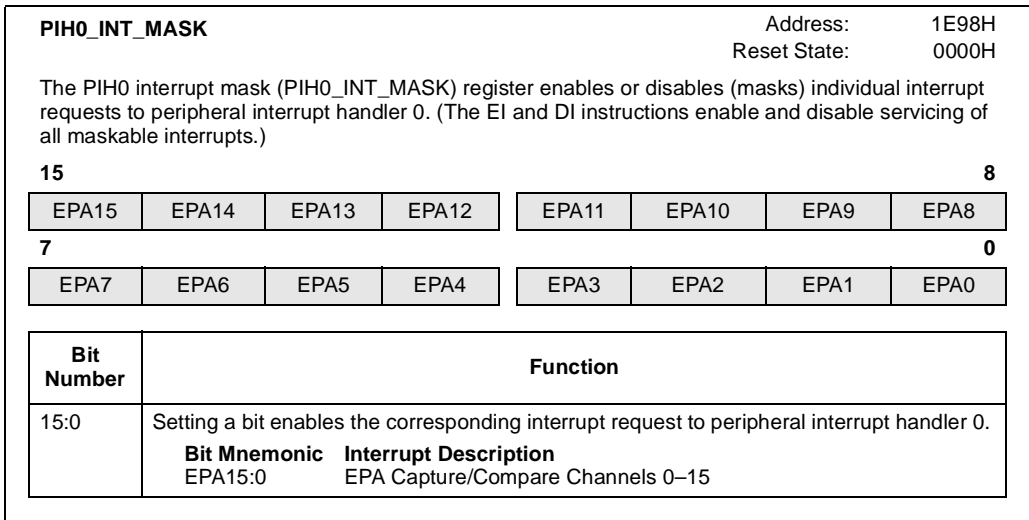 PIH0_INT_MASK Address: 1E98H
Reset State: 0000H
The PIH0 interrupt mask (PIH0_INT_MASK) register enables or disables (masks) individual interrupt
requests to peripheral interrupt handler 0. (The EI and DI instructions enable and disable servicing of
all maskable interrupts.)
15 8
EPA15 EPA14 EPA13 EPA12 EPA11 EPA10 EPA9 EPA8
7 0
EPA7 EPA6 EPA5 EPA4 EPA3 EPA2 EPA1 EPA0
Bit
Number Function
15:0 Setting a bit enables the corresponding interrupt request to peripheral interrupt handler 0.
Bit Mnemonic Interrupt Description
EPA15:0 EPA Capture/Compare Channels 0–15